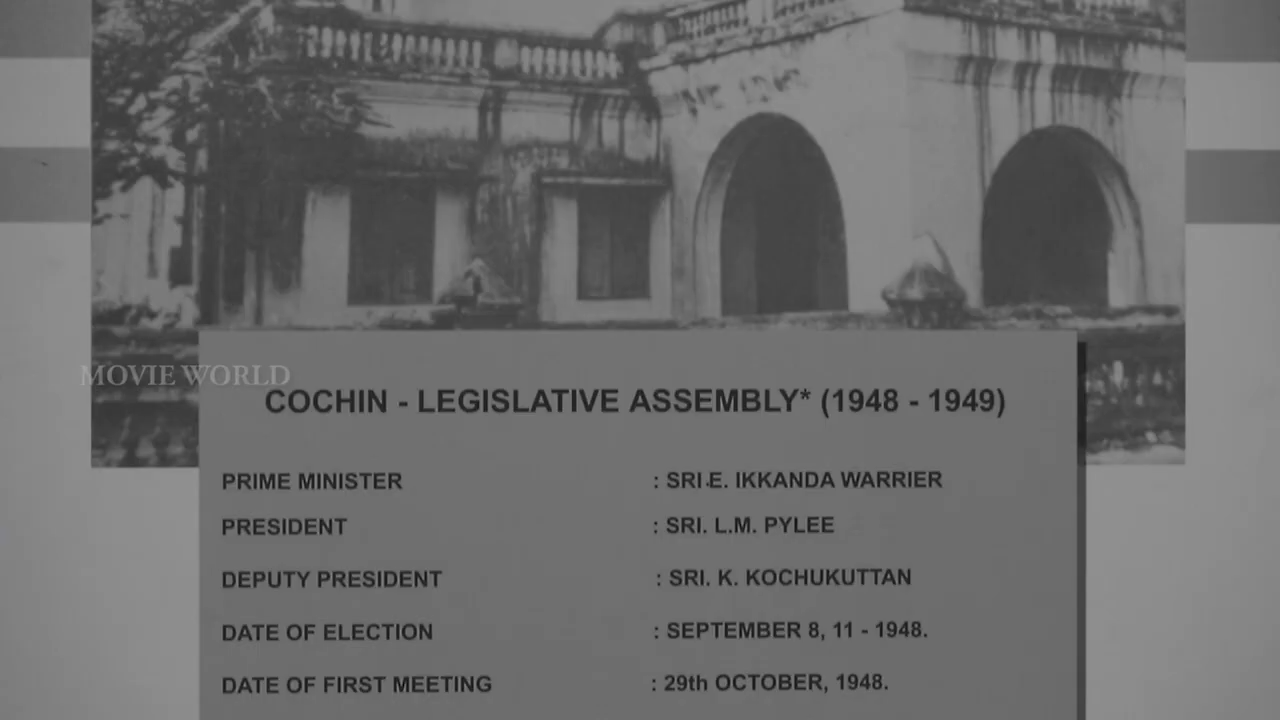 MOVIE WORLD
COCHIN - LEGISLATIVE ASSEMBLY* (1948 - 1949)
PRIME MINISTER : SRI.E. IKKANDA WARRIER
PRESIDENT : SRI. L.M. PYLEE
DEPUTY PRESIDENT : SRI. K. KOCHUKUTTAN
DATE OF ELECTION : SEPTEMBER 8, 11 - 1948.
DATE OF FIRST MEETING : 29th OCTOBER, 1948.